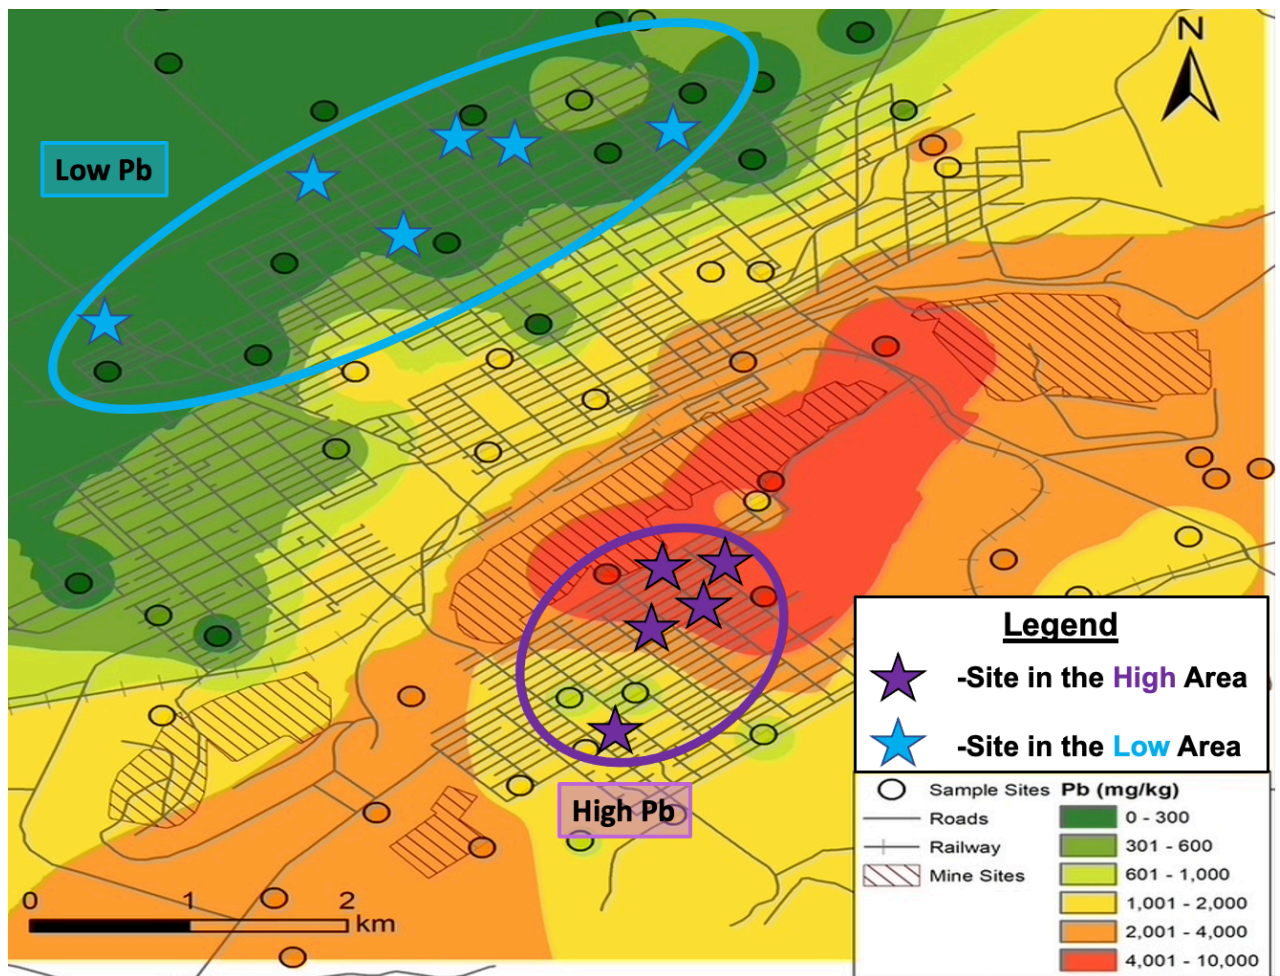 N
Low Pb
High Pb
Legend
-Site in the High Area
-Site in the Low Area
Sample Sites
Roads
Railway
Mine Sites
Pb (mg/kg)
0 - 300
301 - 600
601 - 1,000
1,001 - 2,000
2,001 - 4,000
4,001 - 10,000
0 1 2
km